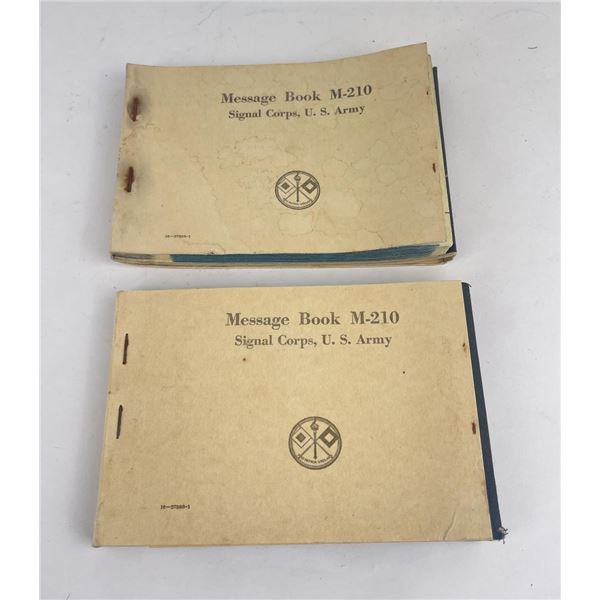 Message Book M-210
Signal Corps, U. S. Army
Message Book M-210
Signal Corps, U. S. Army